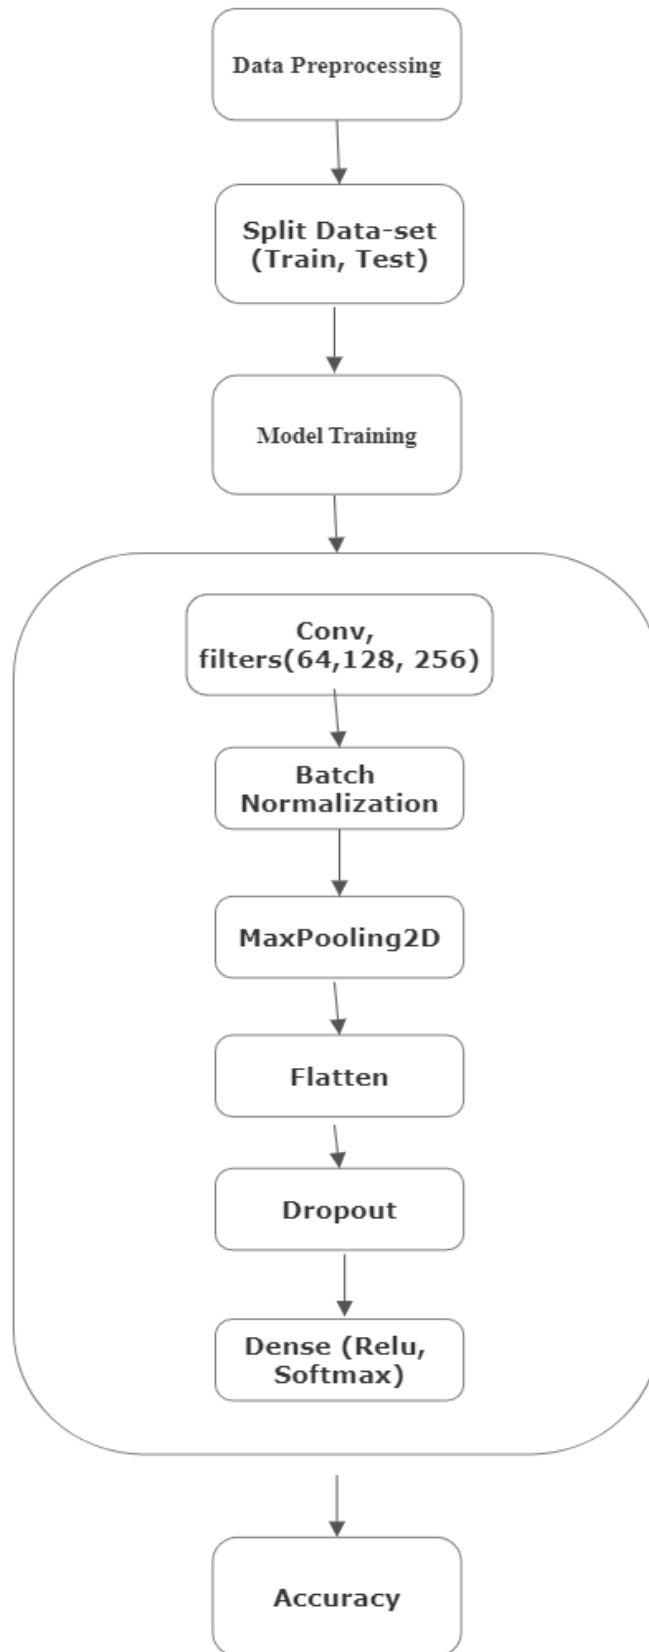 Data Preprocessing
Split Data-set
(Train, Test)
Model Training
Conv,
filters(64,128, 256)
Batch
Normalization
MaxPooling2D
Flatten
Dropout
Dense (Relu,
Softmax)
Accuracy